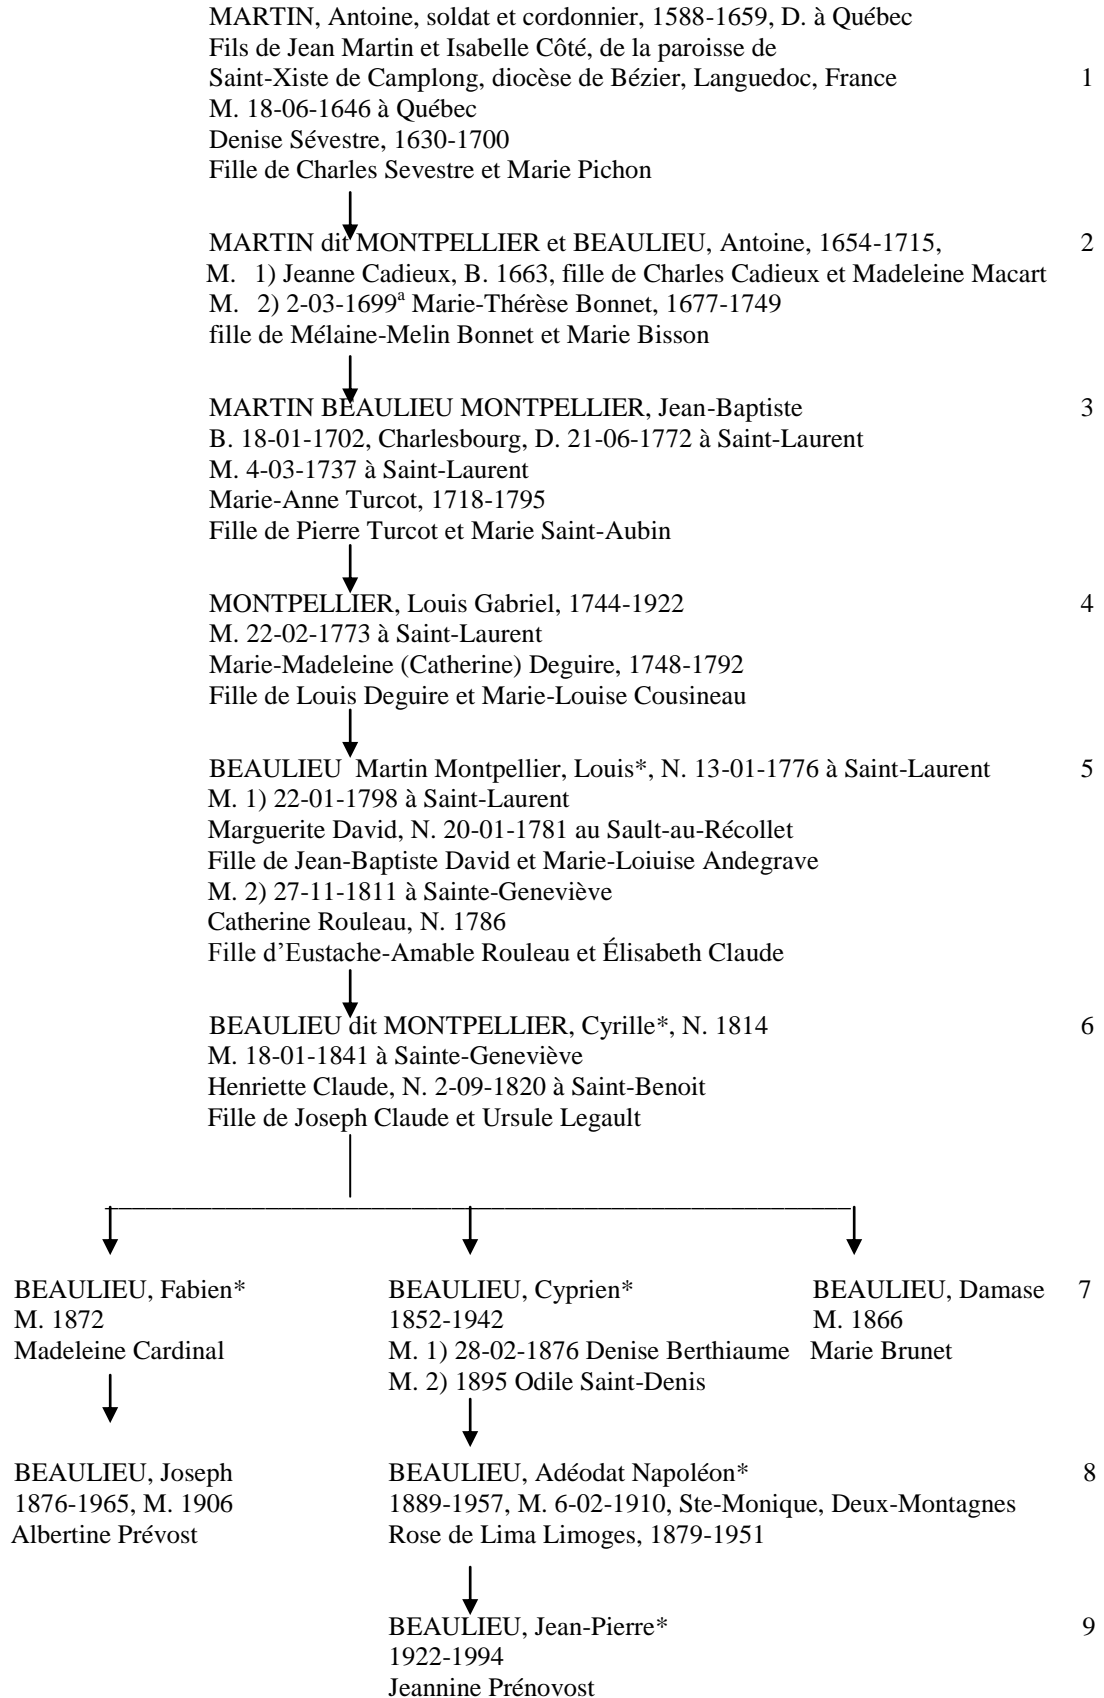 MARTIN, Antoine, soldat et cordonnier, 1588-1659, D. à Québec
Fils de Jean Martin et Isabelle Côté, de la paroisse de
Saint-Xiste de Camplong, diocèse de Bézier, Languedoc, France 1
M. 18-06-1646 à Québec
Denise Sévestre, 1630-1700
Fille de Charles Sevestre et Marie Pichon
MARTIN dit MONTPELLIER et BEAULIEU, Antoine, 1654-1715, 2
M. 1) Jeanne Cadieux, B. 1663, fille de Charles Cadieux et Madeleine Macart
M. 2) 2-03-1699ª Marie-Thérèse Bonnet, 1677-1749
fille de Mélaine-Melin Bonnet et Marie Bisson
MARTIN BEAULIEU MONTPELLIER, Jean-Baptiste 3
B. 18-01-1702, Charlesbourg, D. 21-06-1772 à Saint-Laurent
M. 4-03-1737 à Saint-Laurent
Marie-Anne Turcot, 1718-1795
Fille de Pierre Turcot et Marie Saint-Aubin
MONTPELLIER, Louis Gabriel, 1744-1922 4
M. 22-02-1773 à Saint-Laurent
Marie-Madeleine (Catherine) Deguire, 1748-1792
Fille de Louis Deguire et Marie-Louise Cousineau
BEAULIEU Martin Montpellier, Louis*, N. 13-01-1776 à Saint-Laurent 5
M. 1) 22-01-1798 à Saint-Laurent
Marguerite David, N. 20-01-1781 au Sault-au-Récollet
Fille de Jean-Baptiste David et Marie-Loiuise Andegrave
M. 2) 27-11-1811 à Sainte-Geneviève
Catherine Rouleau, N. 1786
Fille d’Eustache-Amable Rouleau et Élisabeth Claude
BEAULIEU dit MONTPELLIER, Cyrille*, N. 1814 6
M. 18-01-1841 à Sainte-Geneviève
Henriette Claude, N. 2-09-1820 à Saint-Benoit
Fille de Joseph Claude et Ursule Legault
BEAULIEU, Fabien* BEAULIEU, Cyprien* BEAULIEU, Damase 7
M. 1872 1852-1942 M. 1866
Madeleine Cardinal M. 1) 28-02-1876 Denise Berthiaume Marie Brunet
M. 2) 1895 Odile Saint-Denis
BEAULIEU, Joseph BEAULIEU, Adéodat Napoléon* 8
1876-1965, M. 1906 1889-1957, M. 6-02-1910, Ste-Monique, Deux-Montagnes
Albertine Prévost Rose de Lima Limoges, 1879-1951
BEAULIEU, Jean-Pierre* 9
1922-1994
Jeannine Prénovost